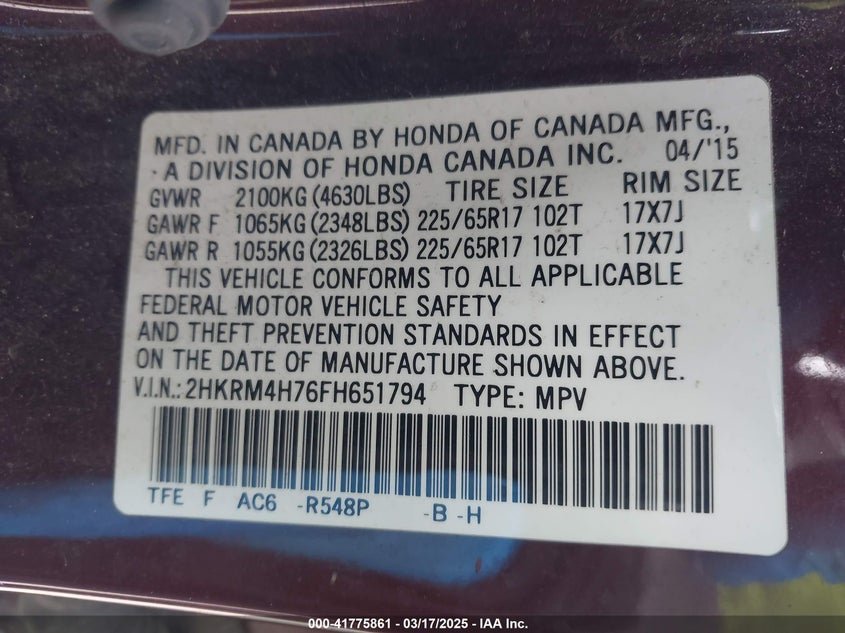 MFD. IN CANADA BY HONDA OF CANADA MFG.,
A DIVISION OF HONDA CANADA INC. 04/'15
GVWR 2100KG (4630LBS) TIRE SIZE RIM SIZE
GAWR F 1065KG (2348LBS) 225/65R17 102T 17X7J
GAWR R 1055KG (2326LBS) 225/65R17 102T 17X7J
THIS VEHICLE CONFORMS TO ALL APPLICABLE
FEDERAL MOTOR VEHICLE SAFETY
AND THEFT PREVENTION STANDARDS IN EFFECT
ON THE DATE OF MANUFACTURE SHOWN ABOVE.
V.I.N.: 2HKRM4H76FH651794 TYPE: MPV
TFE F AC6 -R548P -B -H
000-41775861 - 03/17/2025 - IAA Inc.